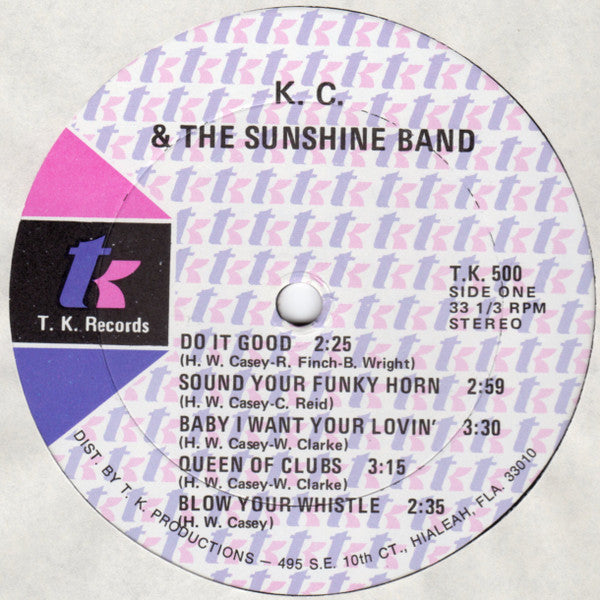 K. C.
& THE SUNSHINE BAND
tk
T. K. Records
T.K. 500
SIDE ONE
33 1/3 RPM
STEREO
DO IT GOOD 2:25
(H. W. Casey-R. Finch-B. Wright)
SOUND YOUR FUNKY HORN 2:59
(H. W. Casey-C. Reid)
BABY I WANT YOUR LOVIN' 3:30
(H. W. Casey-W. Clarke)
QUEEN OF CLUBS 3:15
(H. W. Casey-W. Clarke)
BLOW YOUR WHISTLE 2:35
(H. W. Casey)
DIST. BY T. K. PRODUCTIONS — 495 S.E. 10th CT., HIALEAH, FLA. 33010